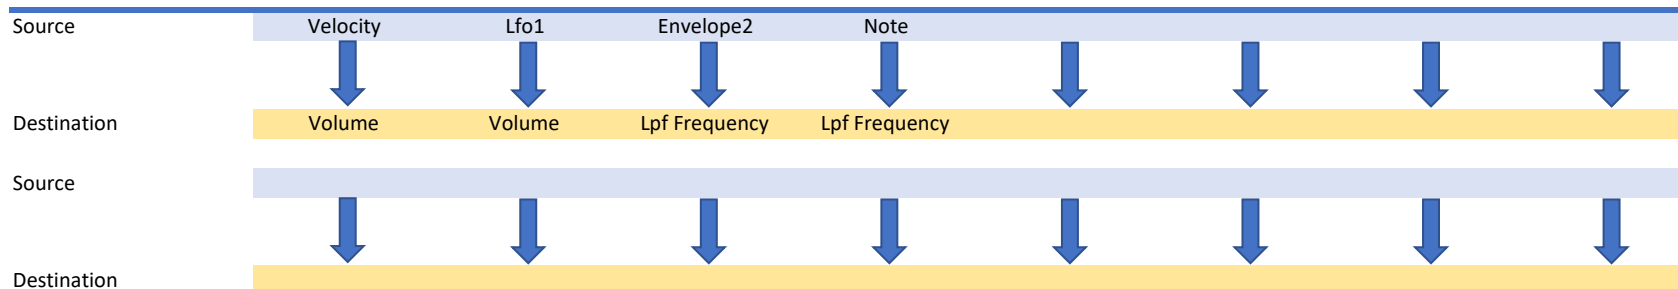 Source Velocity Lfo1 Envelope2 Note
Destination Volume Volume Lpf Frequency Lpf Frequency
Source
Destination